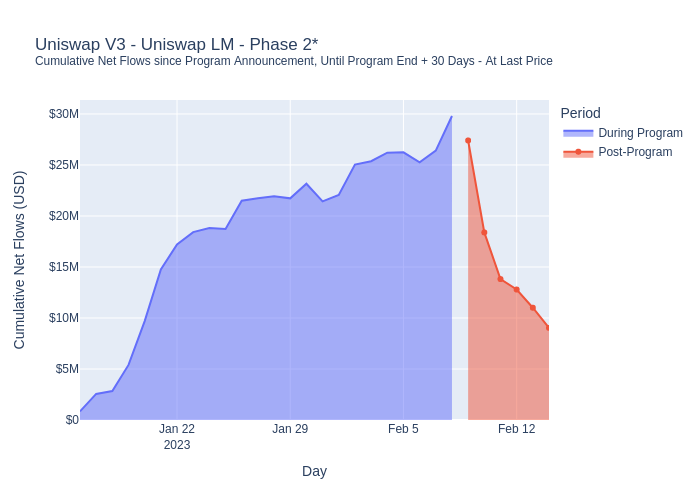 Uniswap V3 - Uniswap LM - Phase 2*
Cumulative Net Flows since Program Announcement, Until Program End + 30 Days - At Last Price
Period
During Program
Post-Program
Cumulative Net Flows (USD)
$30M
$25M
$20M
$15M
$10M
$5M
$0
Jan 22
2023
Jan 29
Feb 5
Feb 12
Day